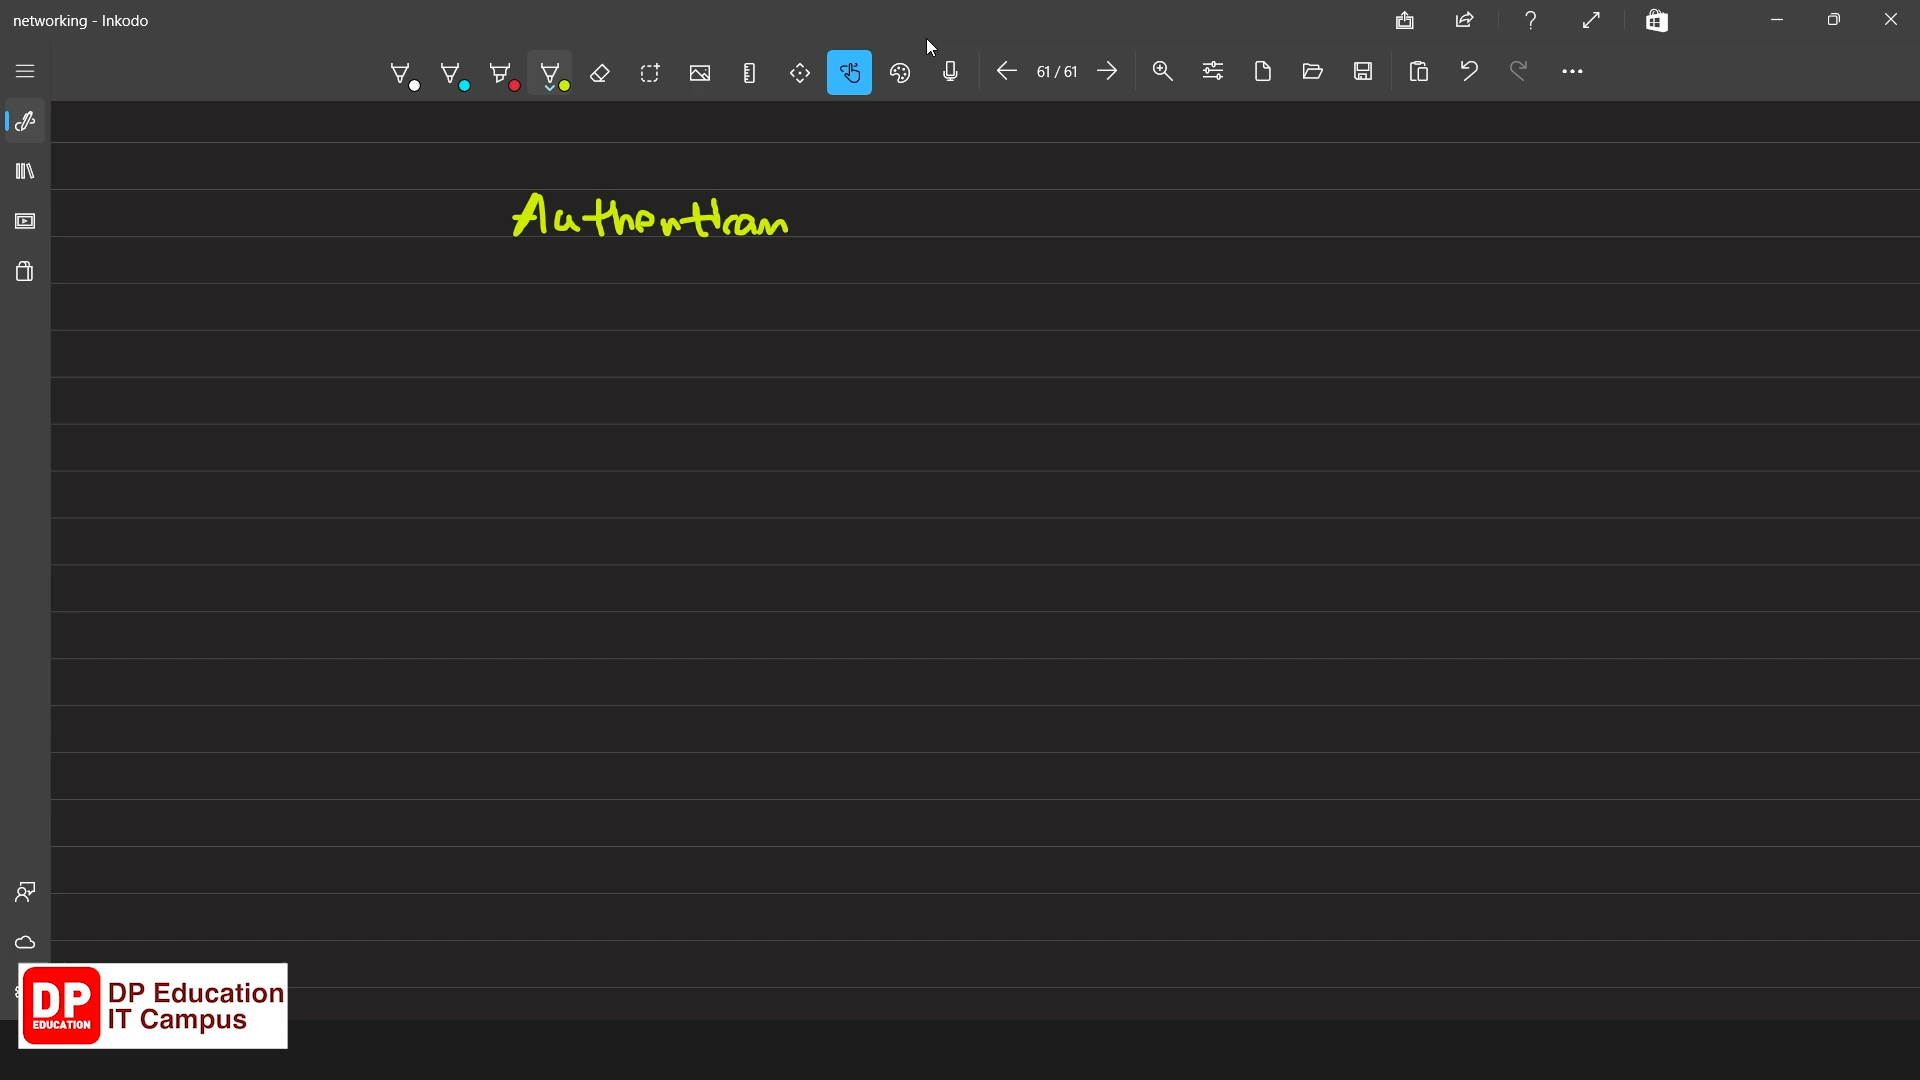 networking - Inkodo
61 / 61
Authentican
DP
EDUCATION
DP Education
IT Campus